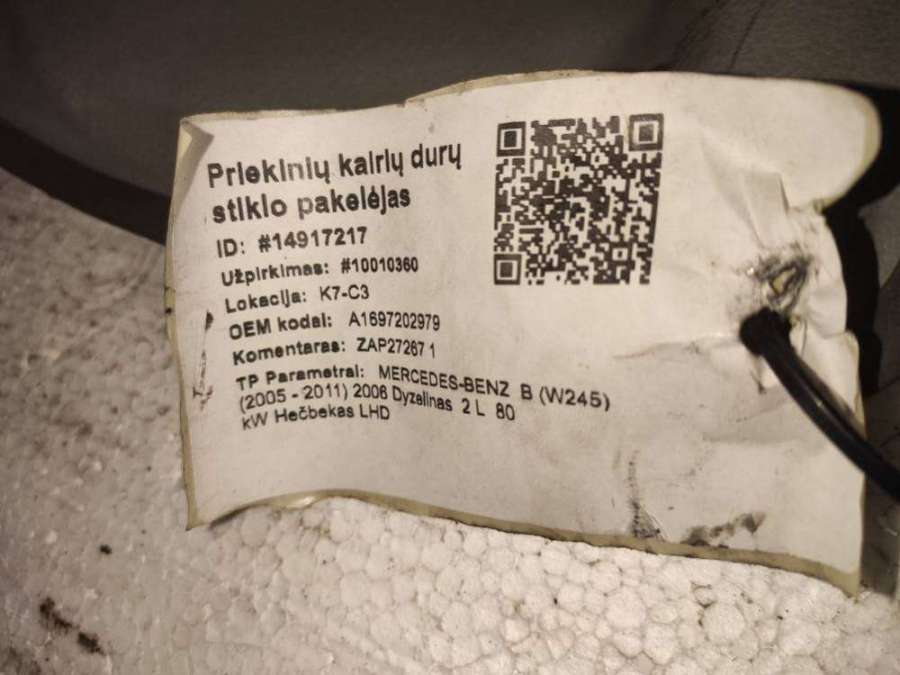 Priekinių kairių durų
stiklo pakelėjas
ID: #14917217
Užpirkimas: #10010360
Lokacija: K7-C3
OEM kodai: A1697202979
Komentaras: ZAP27267 1
TP Parametrai: MERCEDES-BENZ B (W245)
(2005 - 2011) 2006 Dyzelinas 2 L 80
kW Hečbekas LHD